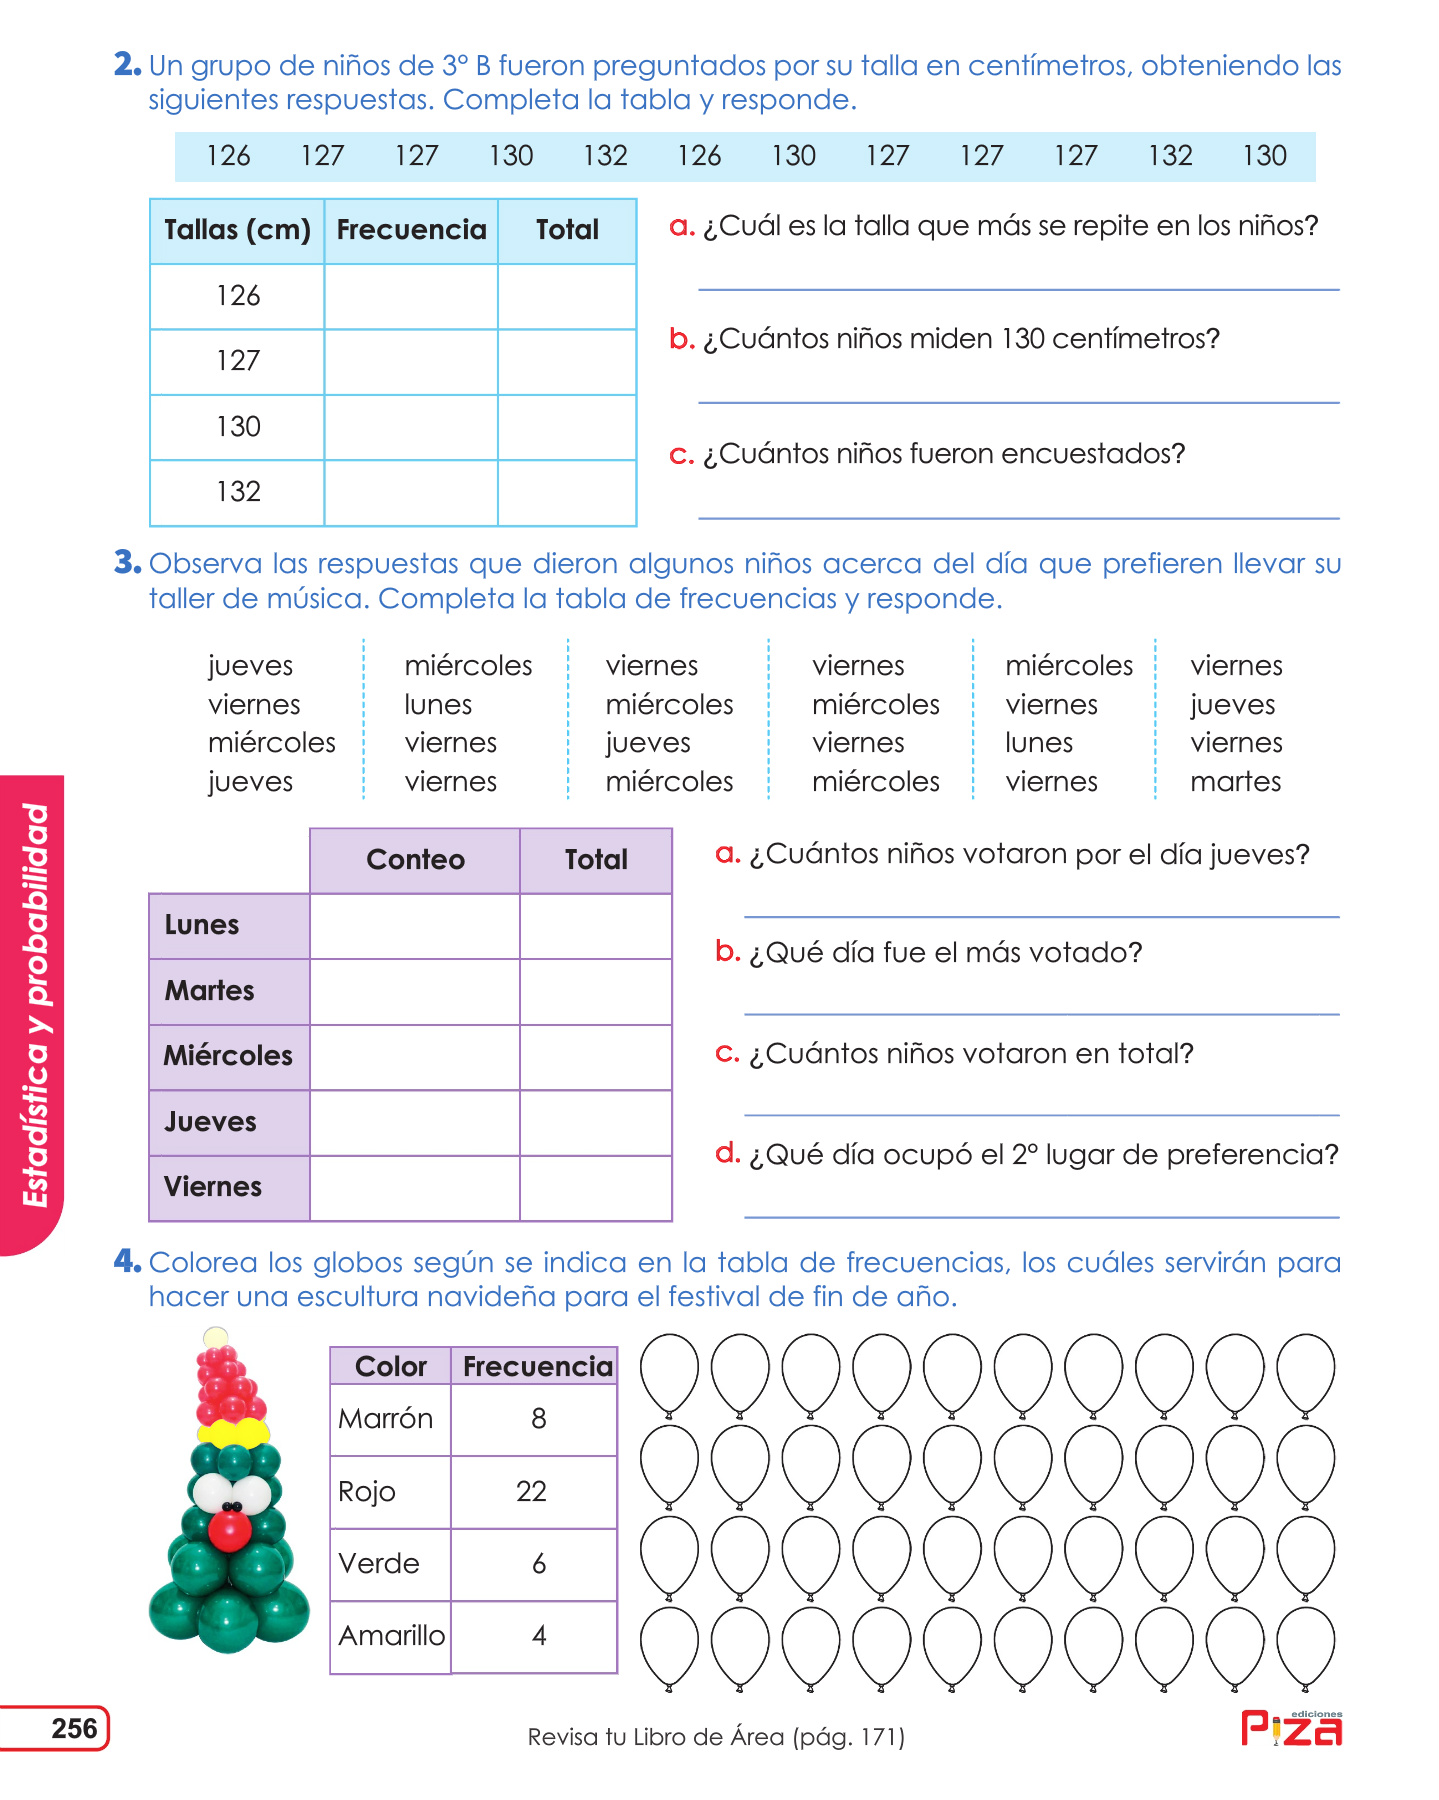 2. Un grupo de niños de 3° B fueron preguntados por su talla en centímetros, obteniendo las
siguientes respuestas. Completa la tabla y responde.
126 127 127 130 132 126 130 127 127 127 132 130
Tallas (cm) Frecuencia Total
126
127
130
132
a. ¿Cuál es la talla que más se repite en los niños?
b. ¿Cuántos niños miden 130 centímetros?
c. ¿Cuántos niños fueron encuestados?
3. Observa las respuestas que dieron algunos niños acerca del día que prefieren llevar su
taller de música. Completa la tabla de frecuencias y responde.
jueves miércoles viernes viernes miércoles viernes
viernes lunes miércoles miércoles viernes jueves
miércoles viernes jueves viernes lunes viernes
jueves viernes miércoles miércoles viernes martes
Conteo Total
Lunes
Martes
Miércoles
Jueves
Viernes
a. ¿Cuántos niños votaron por el día jueves?
b. ¿Qué día fue el más votado?
c. ¿Cuántos niños votaron en total?
d. ¿Qué día ocupó el 2° lugar de preferencia?
Estadística y probabilidad
4. Colorea los globos según se indica en la tabla de frecuencias, los cuáles servirán para
hacer una escultura navideña para el festival de fin de año.
Color Frecuencia
Marrón 8
Rojo 22
Verde 6
Amarillo 4
256
Revisa tu Libro de Área (pág. 171)
ediciones
PIZA